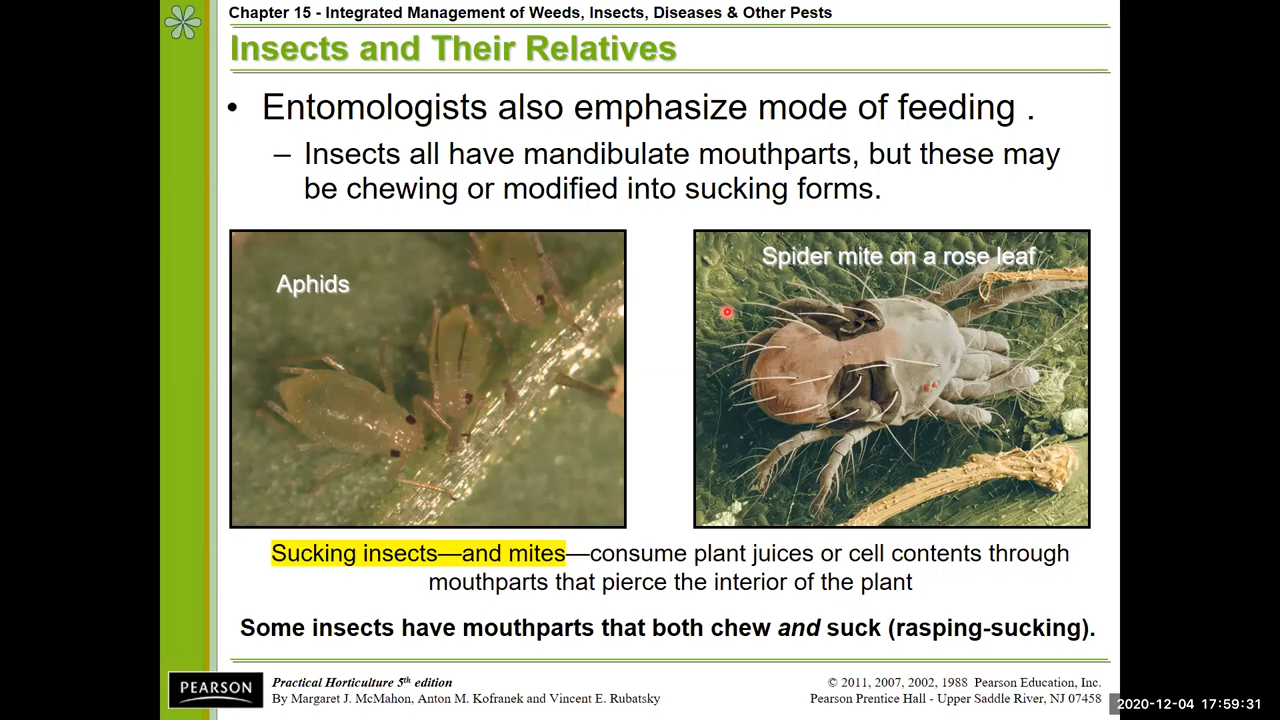 Chapter 15 - Integrated Management of Weeds, Insects, Diseases & Other Pests
Insects and Their Relatives
• Entomologists also emphasize mode of feeding .
– Insects all have mandibulate mouthparts, but these may
be chewing or modified into sucking forms.
Aphids
Spider mite on a rose leaf
Sucking insects—and mites—consume plant juices or cell contents through
mouthparts that pierce the interior of the plant
Some insects have mouthparts that both chew and suck (rasping-sucking).
PEARSON
Practical Horticulture 5th edition
By Margaret J. McMahon, Anton M. Kofranek and Vincent E. Rubatsky
© 2011, 2007, 2002, 1988 Pearson Education, Inc.
Pearson Prentice Hall - Upper Saddle River, NJ 07458
2020-12-04 17:59:31